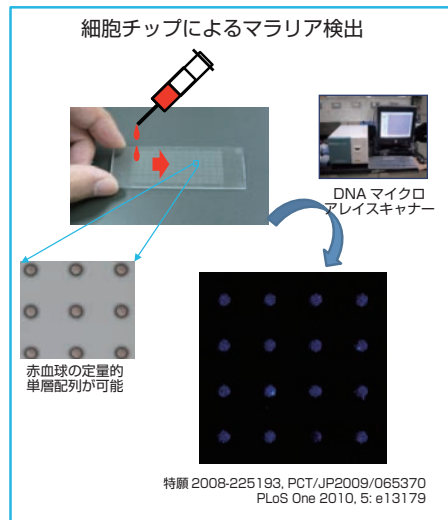 細胞チップによるマラリア検出
DNA マイクロ
アレイスキャナー
赤血球の定量的
単層配列が可能
特願 2008-225193, PCT/JP2009/065370
PLoS One 2010, 5: e13179